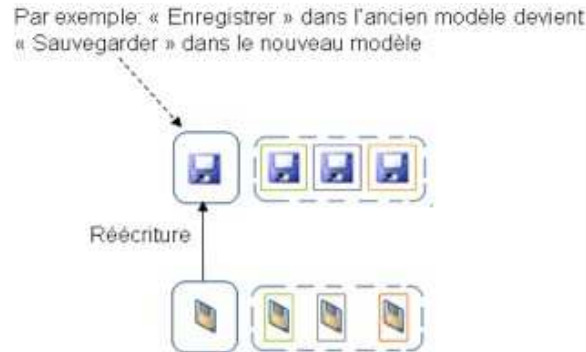 Par exemple: « Enregistrer » dans l'ancien modèle devient
« Sauvegarder » dans le nouveau modèle
Réécriture